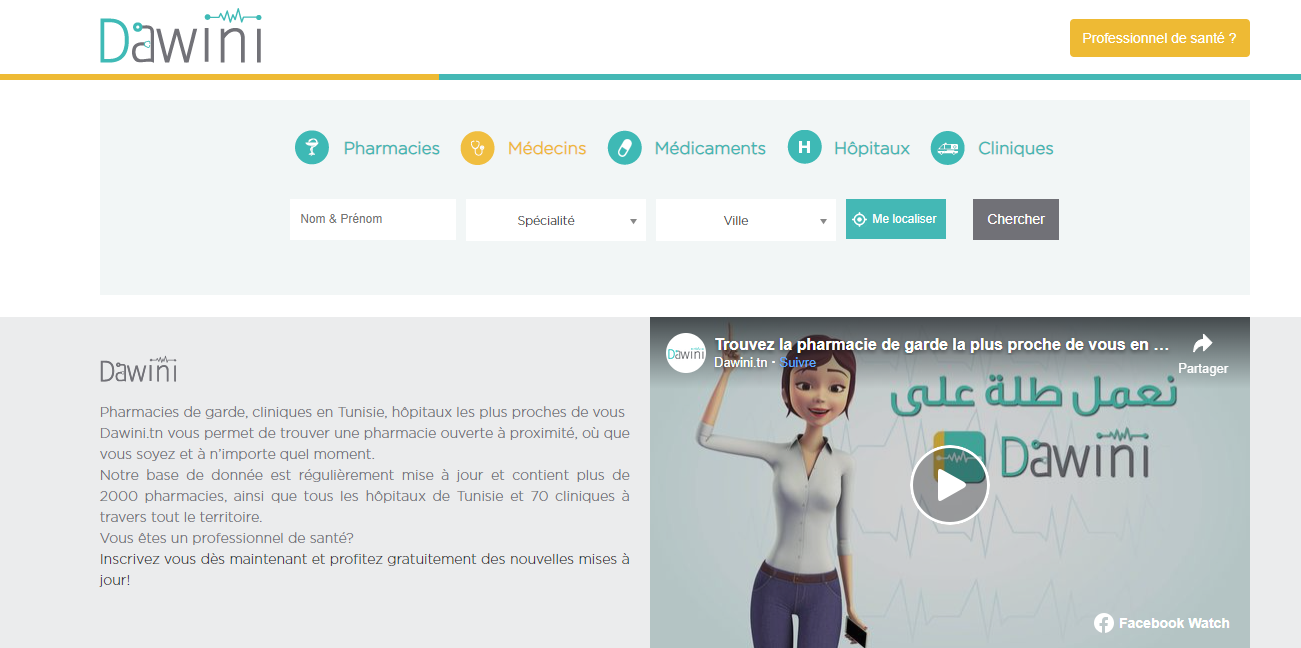 Dawini
Professionnel de santé ?
Pharmacies
Médecins
Médicaments
H
Hôpitaux
Cliniques
Nom & Prénom
Spécialité
Ville
Me localiser
Chercher
Dawini
Pharmacies de garde, cliniques en Tunisie, hôpitaux les plus proches de vous
Dawini.tn vous permet de trouver une pharmacie ouverte à proximité, où que
vous soyez et à n’importe quel moment.
Notre base de donnée est régulièrement mise à jour et contient plus de
2000 pharmacies, ainsi que tous les hôpitaux de Tunisie et 70 cliniques à
travers tout le territoire.
Vous êtes un professionnel de santé?
Inscrivez vous dès maintenant et profitez gratuitement des nouvelles mises à
jour!
Dawini
Trouvez la pharmacie de garde la plus proche de vous en ...
Dawini.tn · Suivre
Partager
نعمل طلة على
Dawini
Facebook Watch